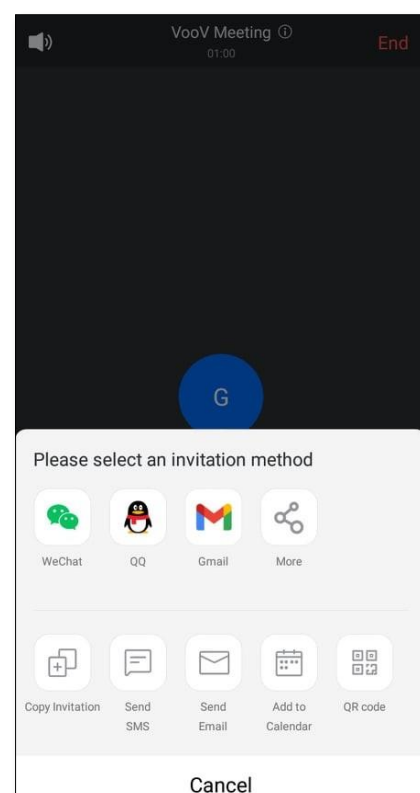 VooV Meeting
01:00
End
G
Please select an invitation method
WeChat
QQ
Gmail
More
Copy Invitation
Send
SMS
Send
Email
Add to
Calendar
QR code
Cancel